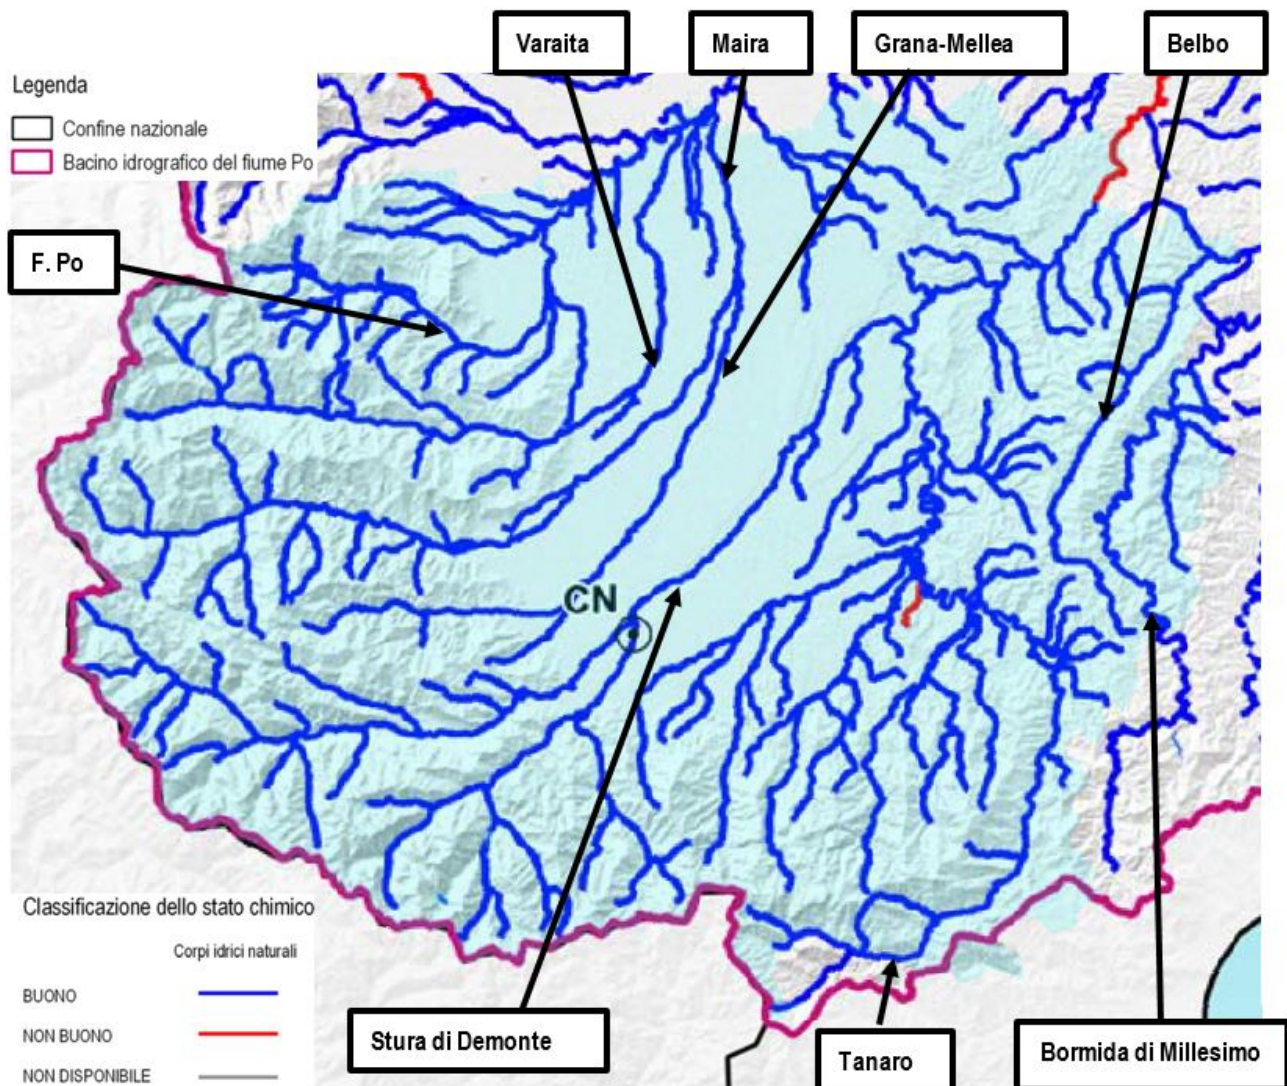 Varaita
Maira
Grana-Mellea
Belbo
Legenda
Confine nazionale
Bacino idrografico del fiume Po
F. Po
CN
Classificazione dello stato chimico
Corpi idrici naturali
BUONO
NON BUONO
NON DISPONIBILE
Stura di Demonte
Tanaro
Bormida di Millesimo